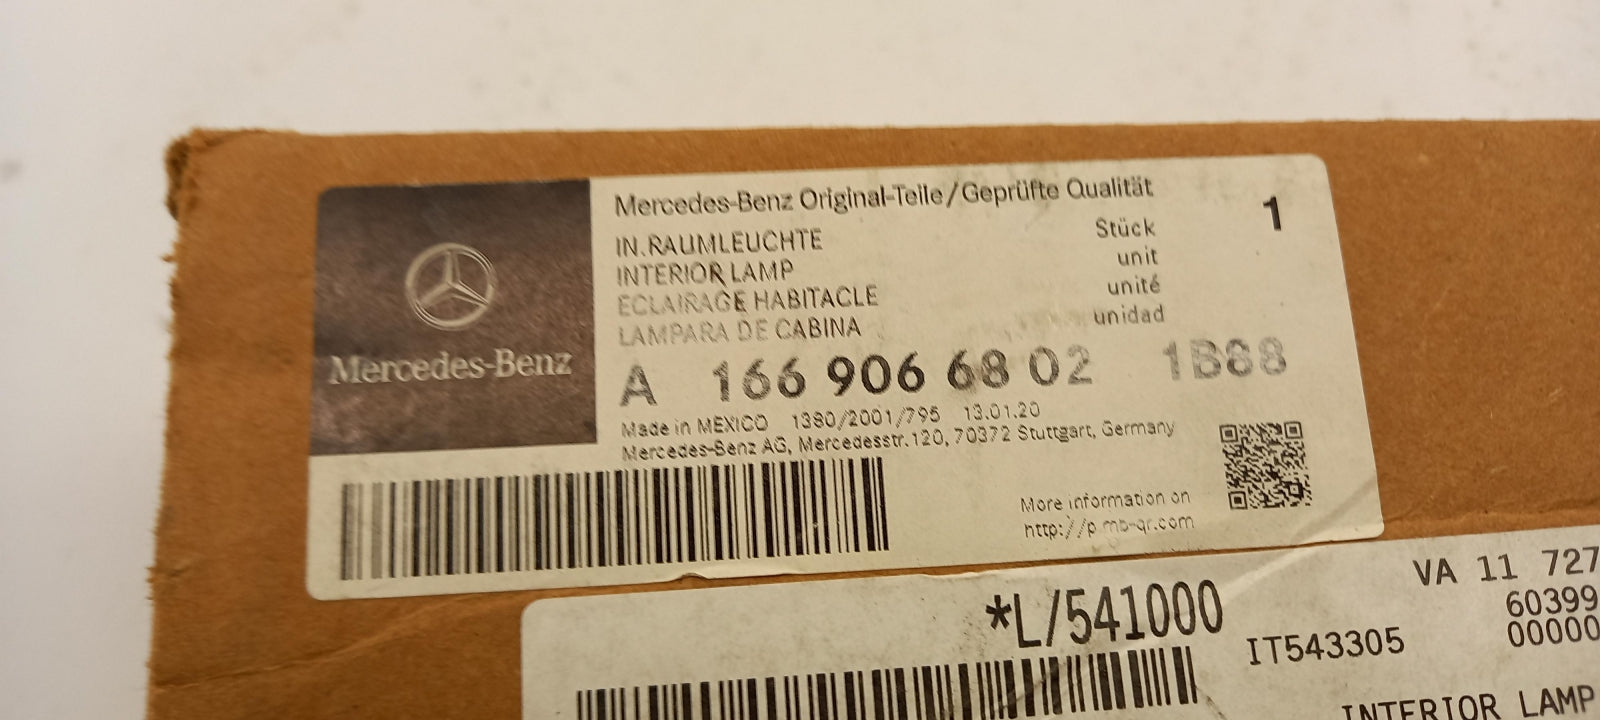 Mercedes-Benz
Mercedes-Benz Original-Teile/Geprüfte Qualität
IN.RAUMLEUCHTE Stück 1
INTERIOR LAMP unit
ECLAIRAGE HABITACLE unité
LAMPARA DE CABINA unidad
A 166 906 68 02 1B68
Made in MEXICO 1380/2001/795 13.01.20
Mercedes-Benz AG, Mercedesstr.120, 70372 Stuttgart, Germany
More information on
http://p.mb-qr.com
*L/541000
VA 11 727
60399
IT543305 00000
INTERIOR LAMP